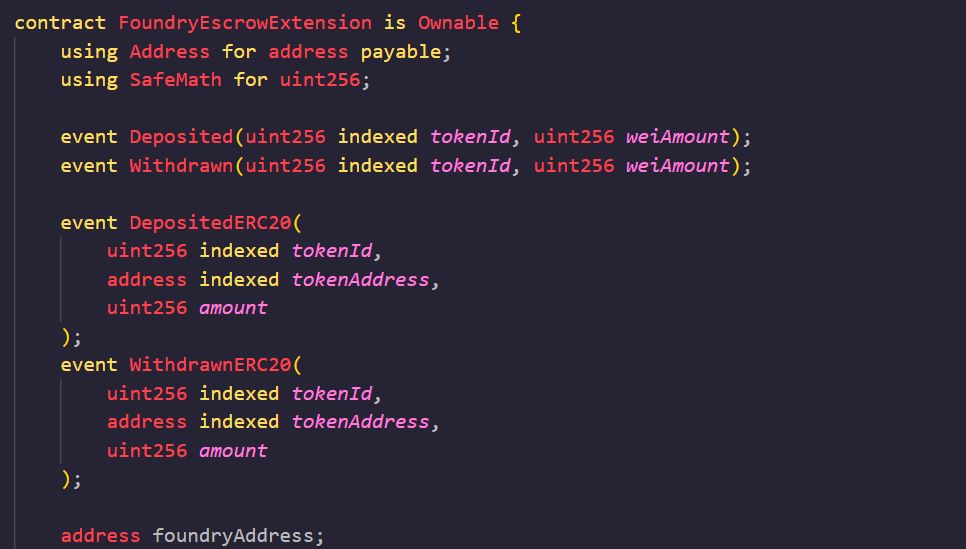 contract FoundryEscrowExtension is Ownable {
using Address for address payable;
using SafeMath for uint256;
event Deposited(uint256 indexed tokenId, uint256 weiAmount);
event Withdrawn(uint256 indexed tokenId, uint256 weiAmount);
event DepositedERC20(
uint256 indexed tokenId,
address indexed tokenAddress,
uint256 amount
);
event WithdrawnERC20(
uint256 indexed tokenId,
address indexed tokenAddress,
uint256 amount
);
address foundryAddress;